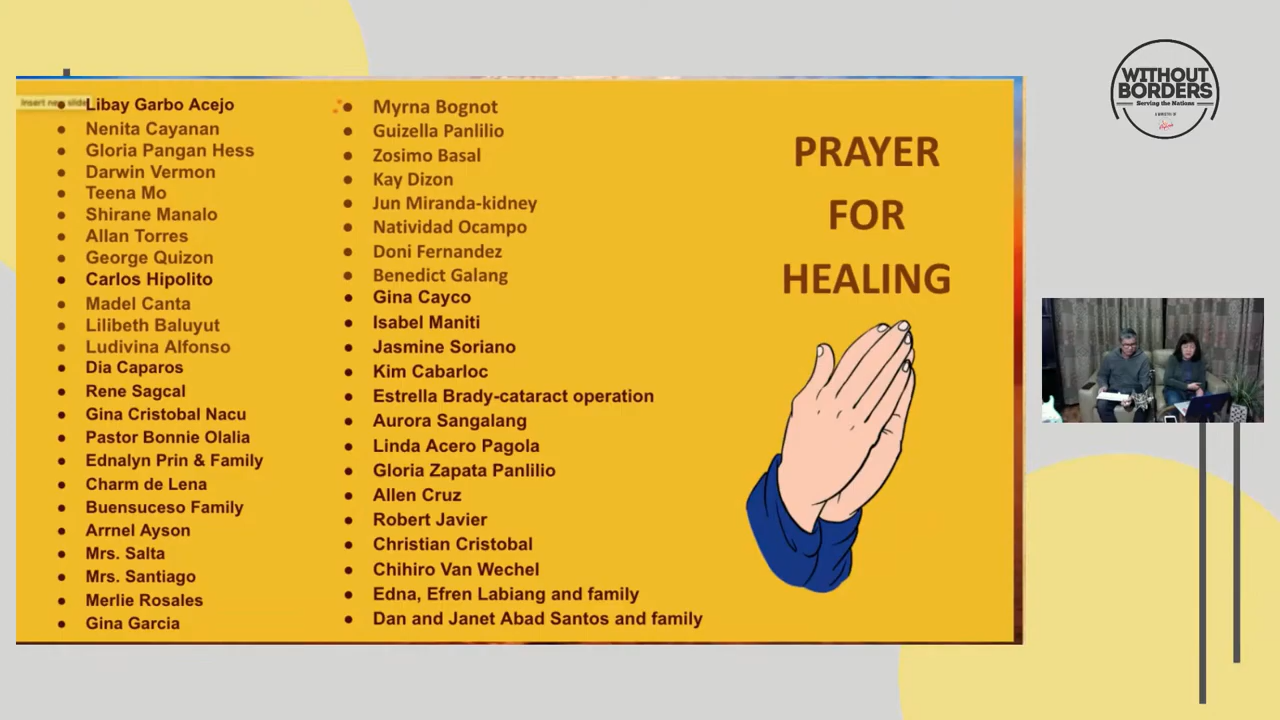 Insert new slide
Libay Garbo Acejo
Nenita Cayanan
Gloria Pangan Hess
Darwin Vermon
Teena Mo
Shirane Manalo
Allan Torres
George Quizon
Carlos Hipolito
Madel Canta
Lilibeth Baluyut
Ludivina Alfonso
Dia Caparos
Rene Sagcal
Gina Cristobal Nacu
Pastor Bonnie Olalia
Ednalyn Prin & Family
Charm de Lena
Buensuceso Family
Arrnel Ayson
Mrs. Salta
Mrs. Santiago
Merlie Rosales
Gina Garcia
Myrna Bognot
Guizella Panlilio
Zosimo Basal
Kay Dizon
Jun Miranda-kidney
Natividad Ocampo
Doni Fernandez
Benedict Galang
Gina Cayco
Isabel Maniti
Jasmine Soriano
Kim Cabarloc
Estrella Brady-cataract operation
Aurora Sangalang
Linda Acero Pagola
Gloria Zapata Panlilio
Allen Cruz
Robert Javier
Christian Cristobal
Chihiro Van Wechel
Edna, Efren Labiang and family
Dan and Janet Abad Santos and family
PRAYER
FOR
HEALING
WITHOUT
BORDERS
Serving the Nations